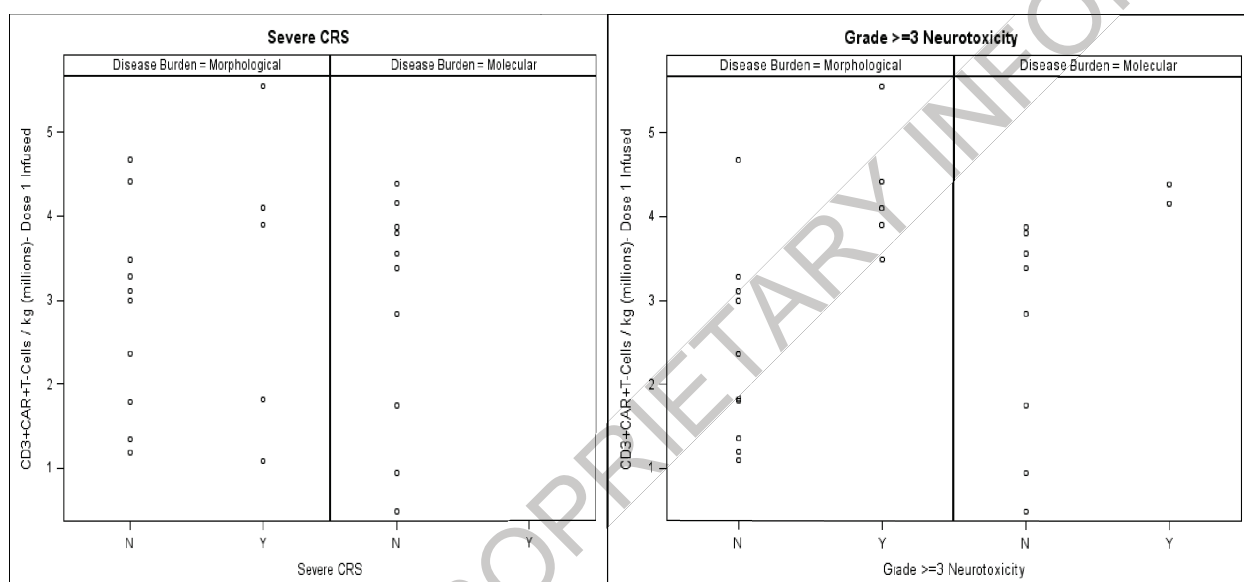 Severe CRS
Disease Burden = Morphological
Disease Burden = Molecular
CD3+CAR+T-Cells / kg (millions)- Dose 1 Infused
5
4
3
2
1
N
Y
N
Y
Severe CRS
Grade >=3 Neurotoxicity
Disease Burden = Morphological
Disease Burden = Molecular
CD3+CAR+T-Cells / kg (millions)- Dose 1 Infused
5
4
3
2
1
N
Y
N
Y
Grade >=3 Neurotoxicity
OPRIETARY INFO